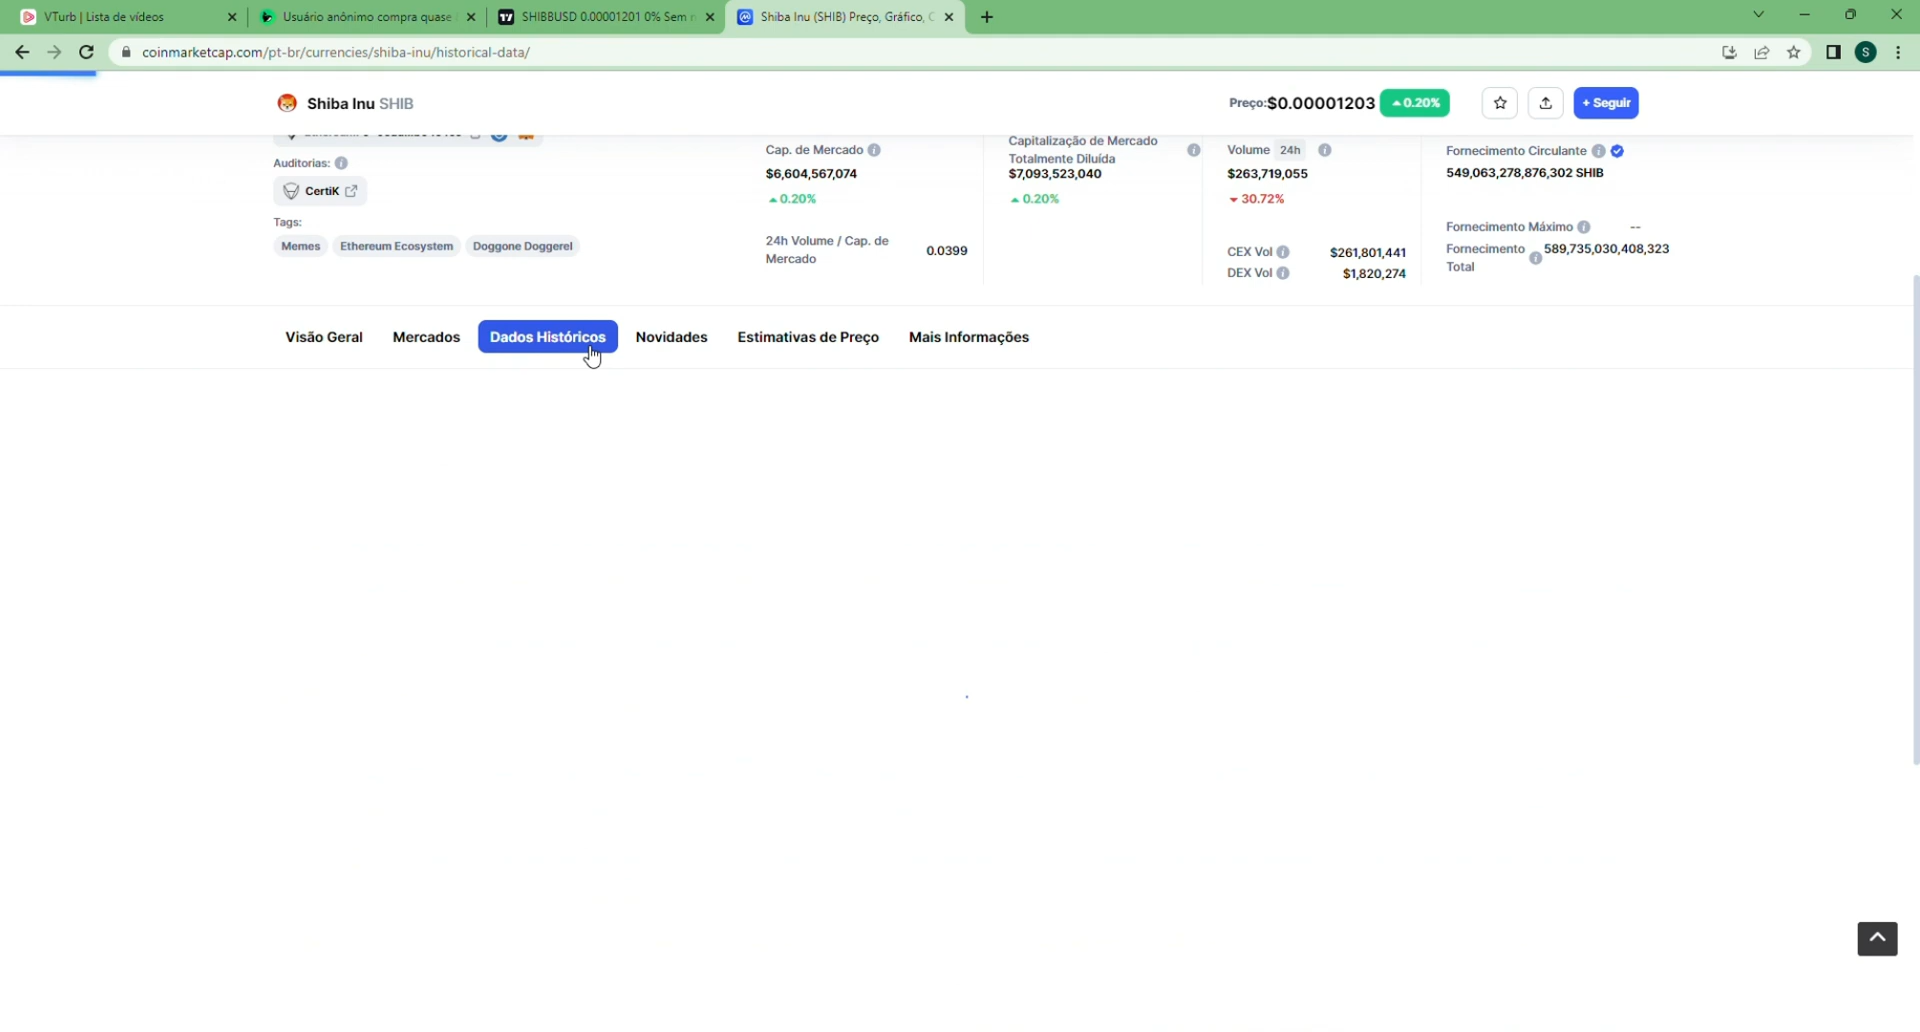 VTurb | Lista de vídeos
Usuário anônimo compra quase
SHIBBUSD 0.00001201 0% Sem
Shiba Inu (SHIB) Preço, Gráfico,
coinmarketcap.com/pt-br/currencies/shiba-inu/historical-data/
S
Shiba Inu SHIB
Preço:$0.00001203 0.20%
+ Seguir
Auditorias:
CertiK
Tags:
Memes Ethereum Ecosystem Doggone Doggerel
Cap. de Mercado
$6,604,567,074
0.20%
24h Volume / Cap. de
Mercado
0.0399
Capitalização de Mercado
Totalmente Diluída
$7,093,523,040
0.20%
Volume 24h
$263,719,055
30.72%
CEX Vol $261,801,441
DEX Vol $1,820,274
Fornecimento Circulante
549,063,278,876,302 SHIB
Fornecimento Máximo --
Fornecimento
Total
589,735,030,408,323
Visão Geral Mercados Dados Históricos Novidades Estimativas de Preço Mais Informações